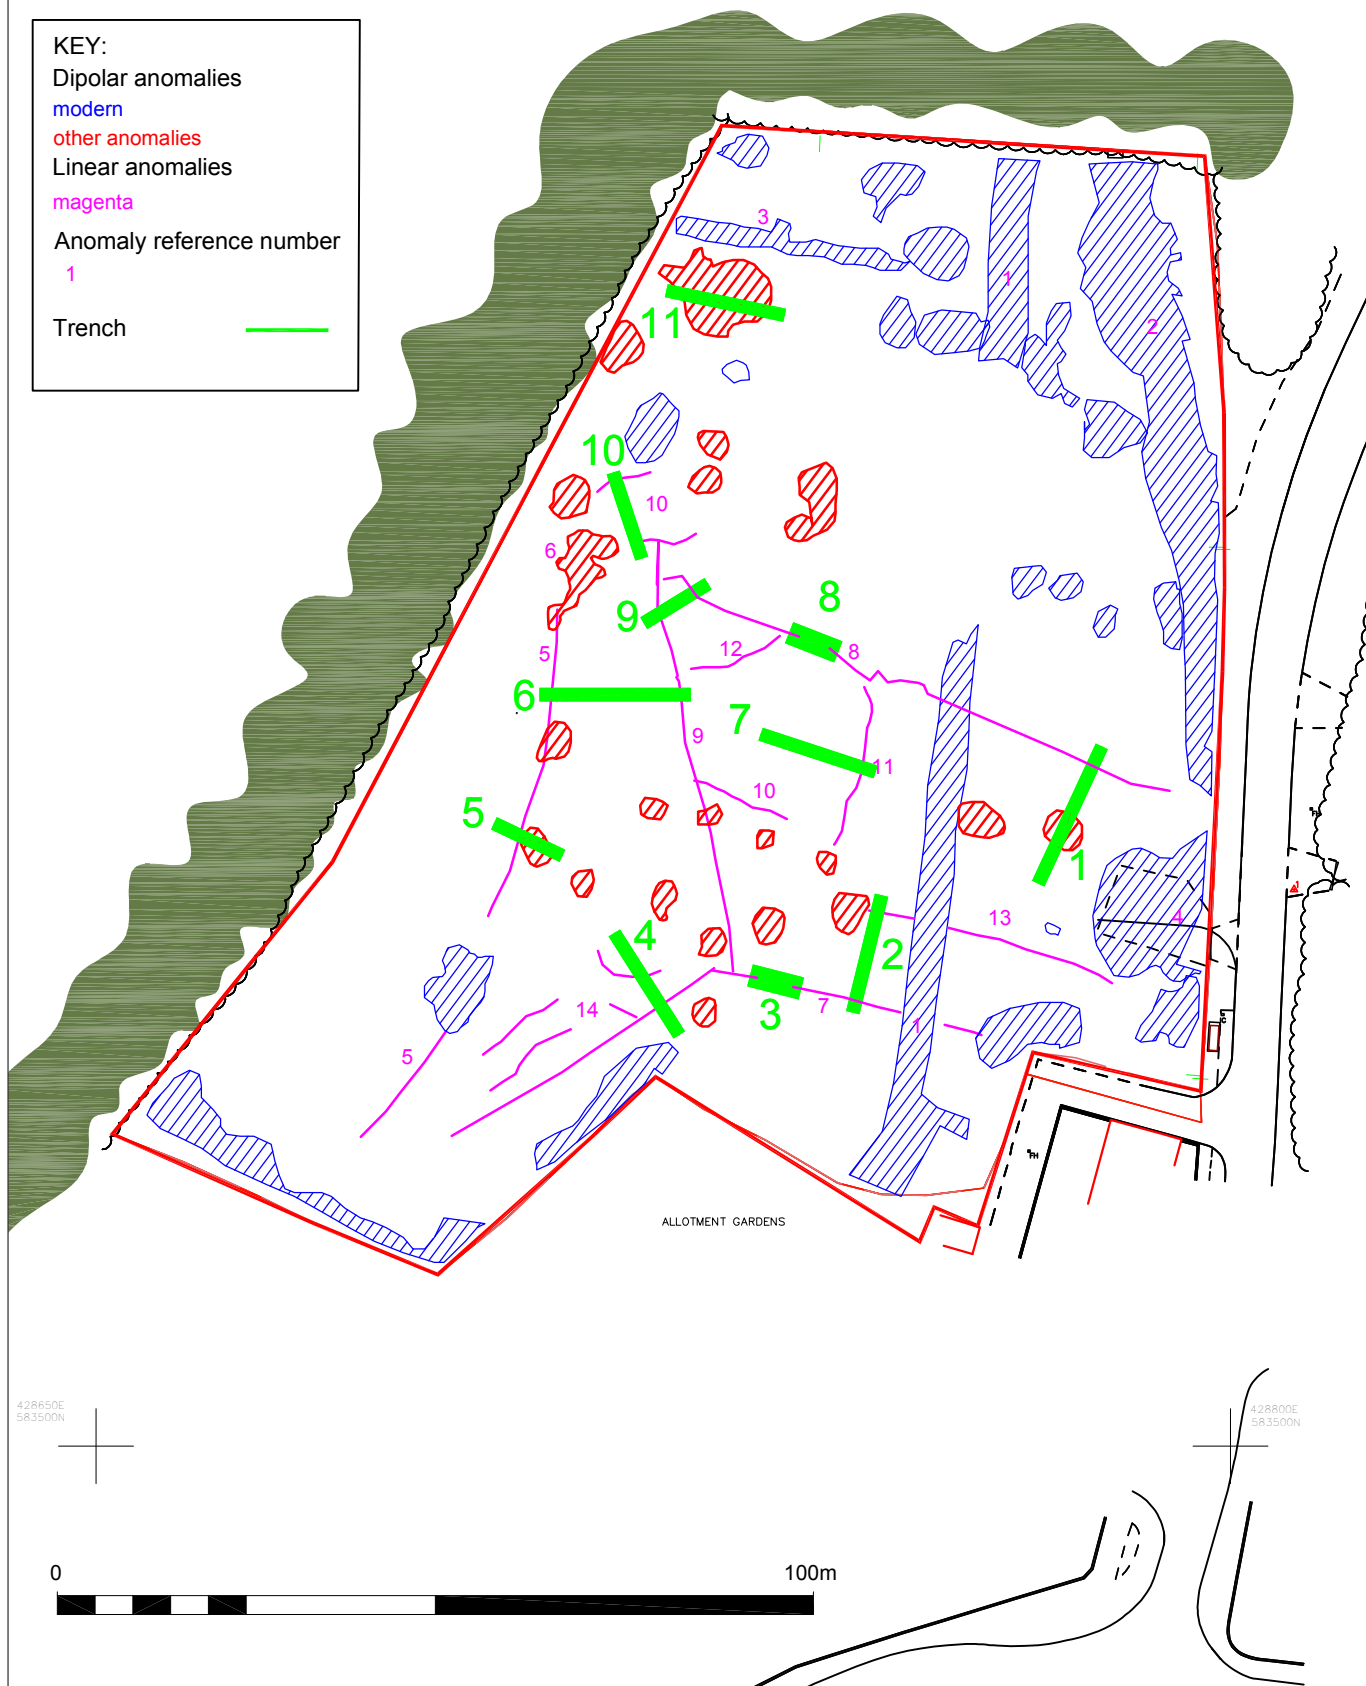 KEY:
Dipolar anomalies
modern
other anomalies
Linear anomalies
magenta
Anomaly reference number
1
Trench
3
1
2
11
10
10
6
9
8
12
8
5
6
7
9
11
10
5
1
4
13
4
2
14
3
7
1
5
ALLOTMENT GARDENS
428650E
583500N
428800E
583500N
0
100m